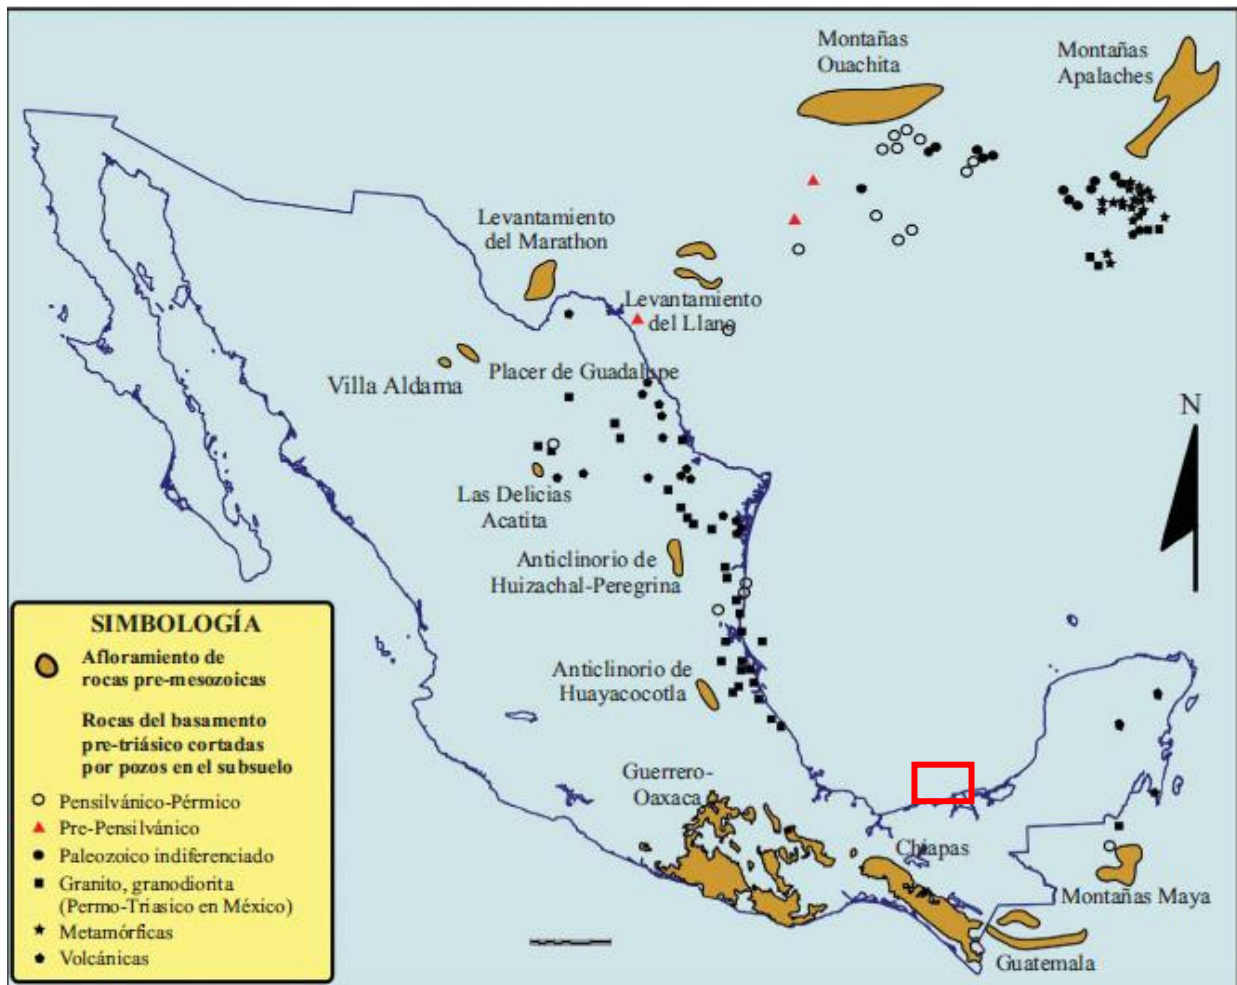 Montañas
Ouachita
Montañas
Apalaches
Levantamiento
del Marathon
Levantamiento
del Llano
Villa Aldama
Placer de Guadalupe
N
Las Delicias
Acatita
Anticlinorio de
Huizachal-Peregrina
Anticlinorio de
Huayacocotla
Guerrero-
Oaxaca
Chiapas
Montañas Maya
Guatemala
SIMBOLOGÍA
Afloramiento de
rocas pre-mesozoicas
Rocas del basamento
pre-triásico cortadas
por pozos en el subsuelo
Pensilvánico-Pérmico
Pre-Pensilvánico
Paleozoico indiferenciado
Granito, granodiorita
(Permo-Triasico en México)
Metamórficas
Volcánicas